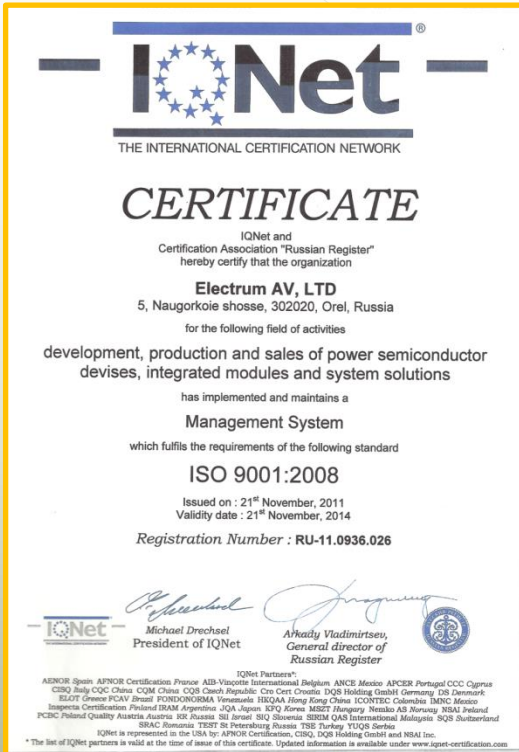 IQNet ®
THE INTERNATIONAL CERTIFICATION NETWORK
CERTIFICATE
IQNet and
Certification Association "Russian Register"
hereby certify that the organization
Electrum AV, LTD
5, Naugorkoie shosse, 302020, Orel, Russia
for the following field of activities
development, production and sales of power semiconductor
devises, integrated modules and system solutions
has implemented and maintains a
Management System
which fulfils the requirements of the following standard
ISO 9001:2008
Issued on : 21st November, 2011
Validity date : 21st November, 2014
Registration Number : RU-11.0936.026
IQNet
Michael Drechsel
President of IQNet
Arkady Vladimirtsev,
General director of
Russian Register
IQNet Partners*:
AENOR Spain AFNOR Certification France AIB-Vinçotte International Belgium ANCE Mexico APCER Portugal CCC Cyprus
CISQ Italy CQC China CQM China CQS Czech Republic Cro Cert Croatia DQS Holding GmbH Germany DS Denmark
ELOT Greece FCAV Brazil FONDONORMA Venezuela HKQAA Hong Kong China ICONTEC Colombia IMNC Mexico
Inspecta Certification Finland IRAM Argentina JQA Japan KFQ Korea MSZT Hungary Nemko AS Norway NSAI Ireland
PCBC Poland Quality Austria Austria RR Russia SII Israel SIQ Slovenia SIRIM QAS International Malaysia SQS Switzerland
SRAC Romania TEST St Petersburg Russia TSE Turkey YUQS Serbia
IQNet is represented in the USA by: AFNOR Certification, CISQ, DQS Holding GmbH and NSAI Inc.
* The list of IQNet partners is valid at the time of issue of this certificate. Updated information is available under www.iqnet-certification.com